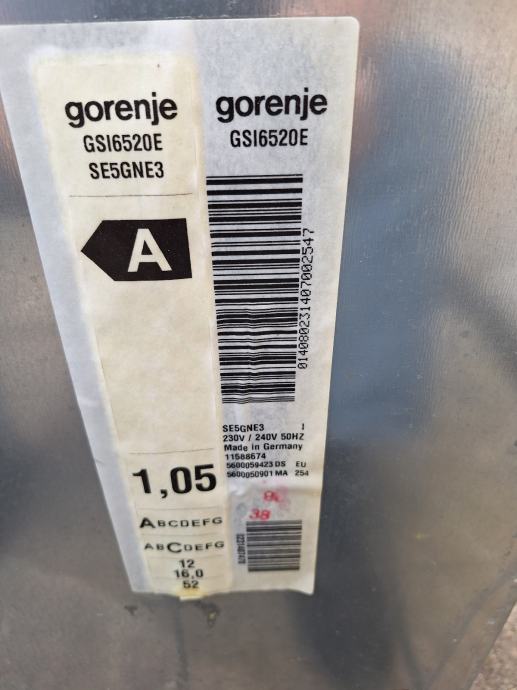 gorenje
GSI6520E
SE5GNE3
A
1,05
ABCDEFG
ABCDEFG
12
16,0
52
gorenje
GSI6520E
014080231407002547
SE5GNE3 I
230V / 240V 50HZ
Made in Germany
11588674
5600059423 DS EU
5600050901 MA 254
38